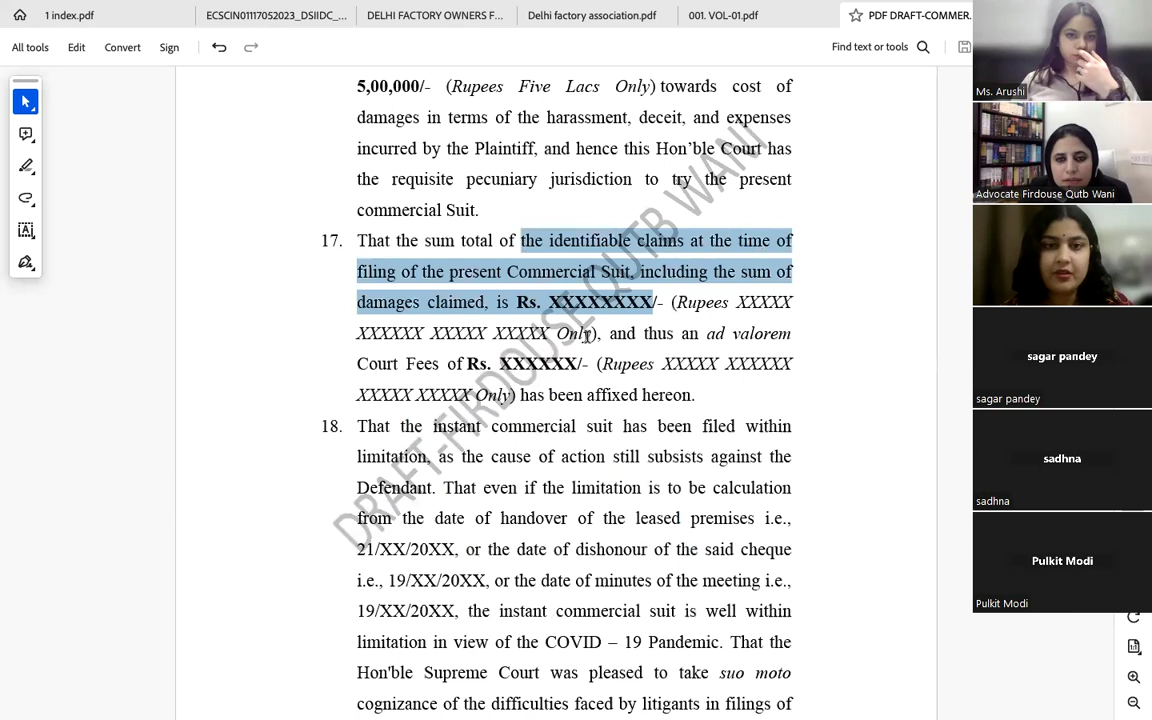 1 index.pdf
ECSCIN01117052023_DSIIDC_...
DELHI FACTORY OWNERS F...
Delhi factory association.pdf
001. VOL-01.pdf
PDF DRAFT-COMMER.
All tools
Edit
Convert
Sign
Find text or tools
5,00,000/- (Rupees Five Lacs Only) towards cost of
damages in terms of the harassment, deceit, and expenses
incurred by the Plaintiff, and hence this Hon’ble Court has
the requisite pecuniary jurisdiction to try the present
commercial Suit.
17. That the sum total of the identifiable claims at the time of
filing of the present Commercial Suit, including the sum of
damages claimed, is Rs. XXXXXXXX/- (Rupees XXXXX
XXXXXX XXXXX XXXXX Only), and thus an ad valorem
Court Fees of Rs. XXXXXX/- (Rupees XXXXX XXXXXX
XXXXX XXXXX Only) has been affixed hereon.
18. That the instant commercial suit has been filed within
limitation, as the cause of action still subsists against the
Defendant. That even if the limitation is to be calculation
from the date of handover of the leased premises i.e.,
21/XX/20XX, or the date of dishonour of the said cheque
i.e., 19/XX/20XX, or the date of minutes of the meeting i.e.,
19/XX/20XX, the instant commercial suit is well within
limitation in view of the COVID – 19 Pandemic. That the
Hon'ble Supreme Court was pleased to take suo moto
cognizance of the difficulties faced by litigants in filings of
DRAFT-FIRDOUSE QUTB WANI
Ms. Arushi
Advocate Firdouse Qutb Wani
sagar pandey
sagar pandey
sadhna
sadhna
Pulkit Modi
Pulkit Modi